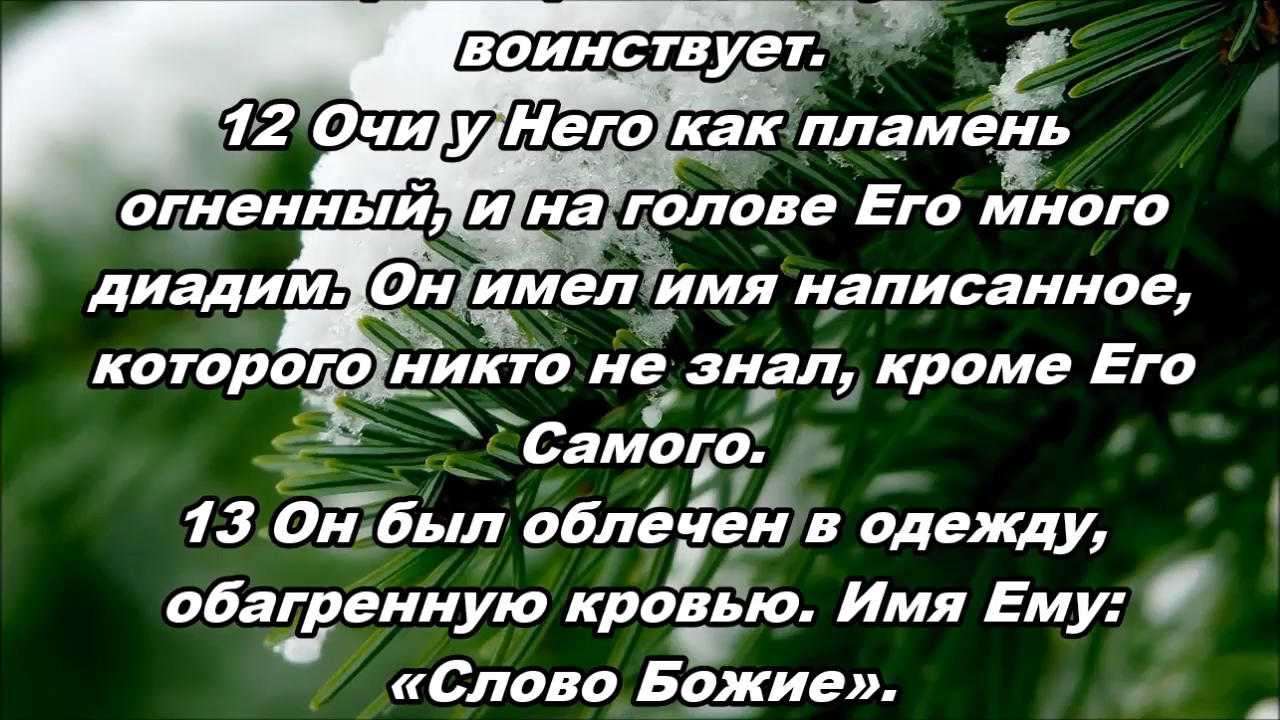 воинствует.
12 Очи у Него как пламень
огненный, и на голове Его много
диадим. Он имел имя написанное,
которого никто не знал, кроме Его
Самого.
13 Он был облечен в одежду,
обагренную кровью. Имя Ему:
«Слово Божие».